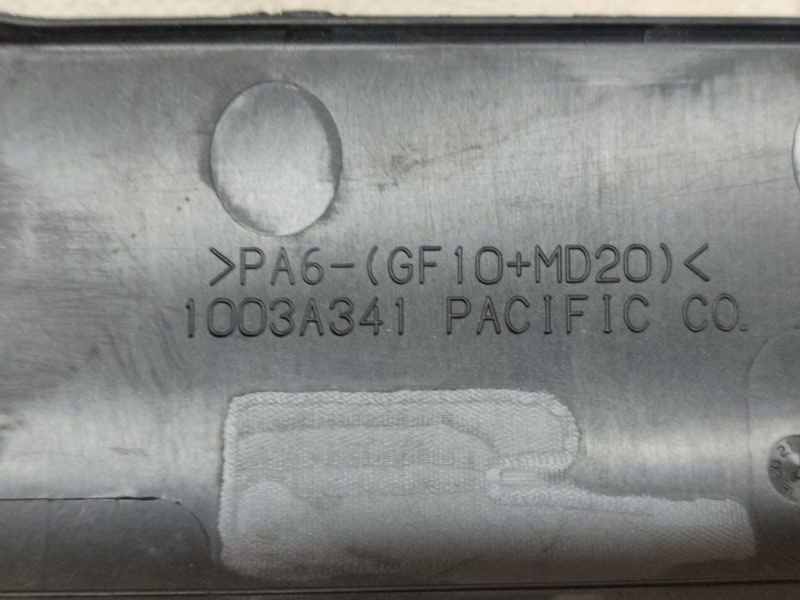 >PA6-(GF10+MD20)<
1003A341 PACIFIC CO.